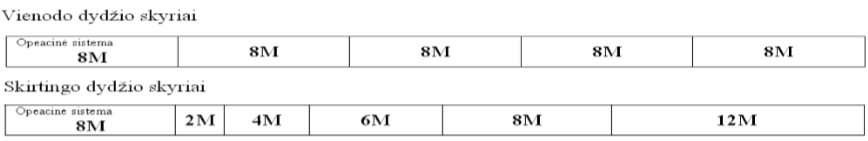 Vienodo dydžio skyriai
Opeacinė sistema
8M 8M 8M 8M 8M
Skirtingo dydžio skyriai
Opeacinė sistema
8M 2M 4M 6M 8M 12M